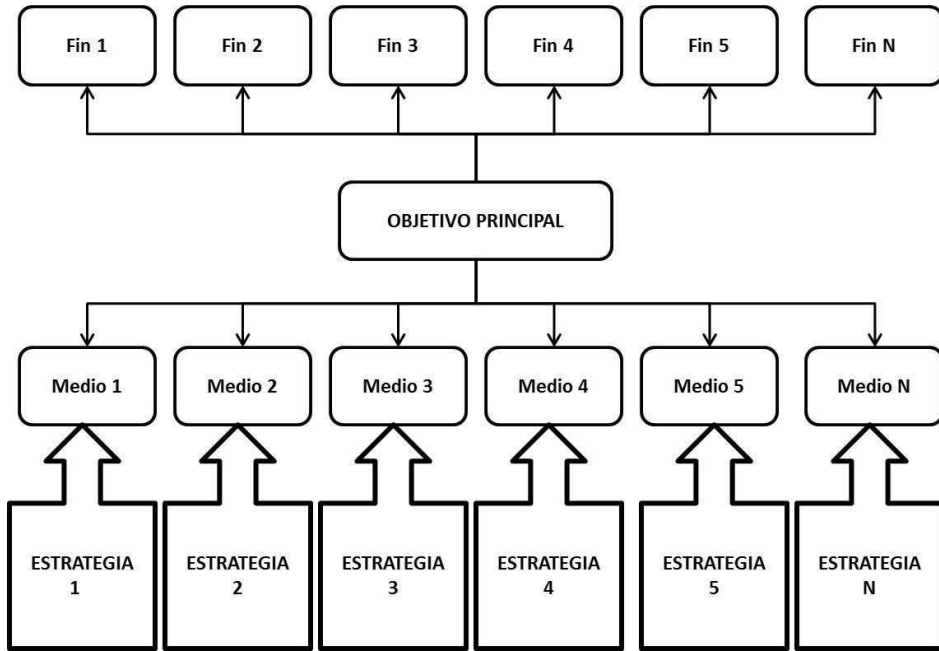 Fin 1
Fin 2
Fin 3
Fin 4
Fin 5
Fin N
OBJETIVO PRINCIPAL
Medio 1
Medio 2
Medio 3
Medio 4
Medio 5
Medio N
ESTRATEGIA
1
ESTRATEGIA
2
ESTRATEGIA
3
ESTRATEGIA
4
ESTRATEGIA
5
ESTRATEGIA
N